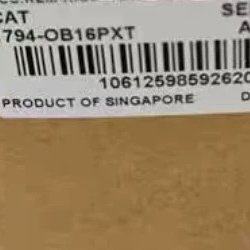 CAT SE
794-OB16PXT A
10612598592620
PRODUCT OF SINGAPORE D